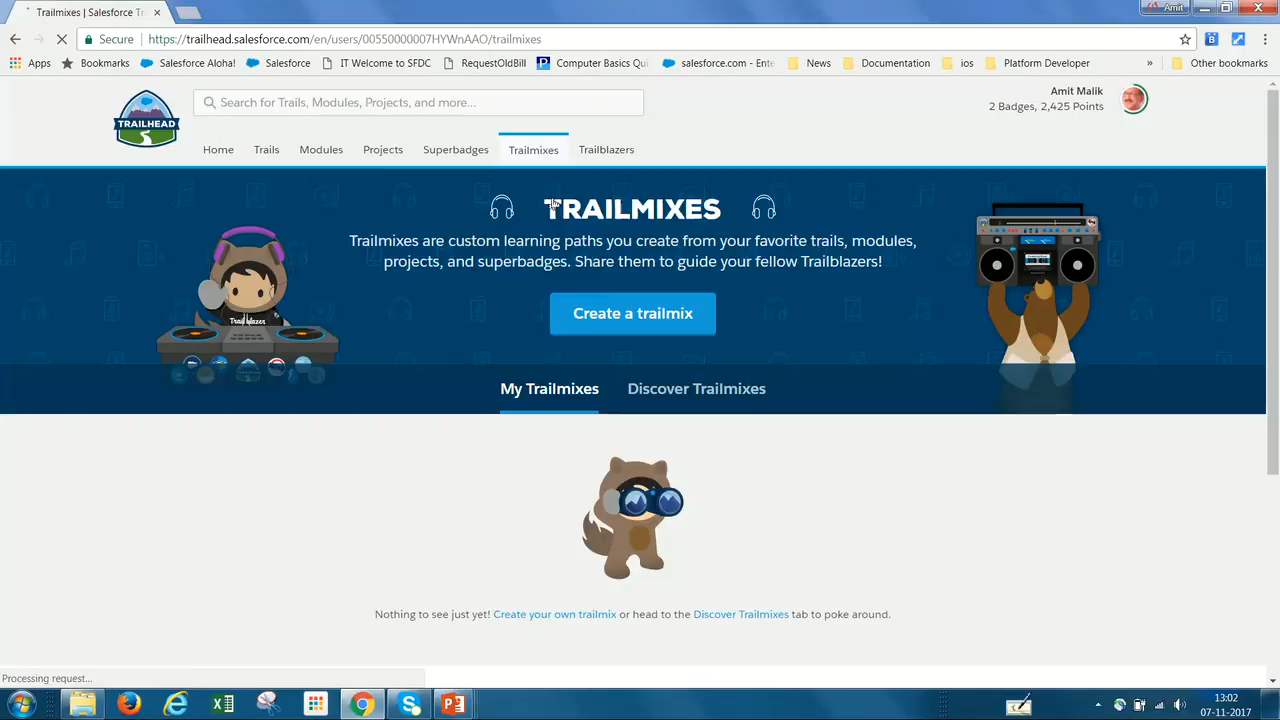 Trailmixes | Salesforce Tr
Amit
Secure
https://trailhead.salesforce.com/en/users/00550000007HYWnAAO/trailmixes
Apps
Bookmarks
Salesforce Aloha!
Salesforce
IT Welcome to SFDC
RequestOldBill
Computer Basics Qui
salesforce.com - Ente
News
Documentation
ios
Platform Developer
»
Other bookmarks
TRAILHEAD
Search for Trails, Modules, Projects, and more...
Amit Malik
2 Badges, 2,425 Points
Home
Trails
Modules
Projects
Superbadges
Trailmixes
Trailblazers
TRAILMIXES
Trailmixes are custom learning paths you create from your favorite trails, modules,
projects, and superbadges. Share them to guide your fellow Trailblazers!
Create a trailmix
Trailblazer
My Trailmixes
Discover Trailmixes
Nothing to see just yet! Create your own trailmix or head to the Discover Trailmixes tab to poke around.
Processing request...
13:02
07-11-2017